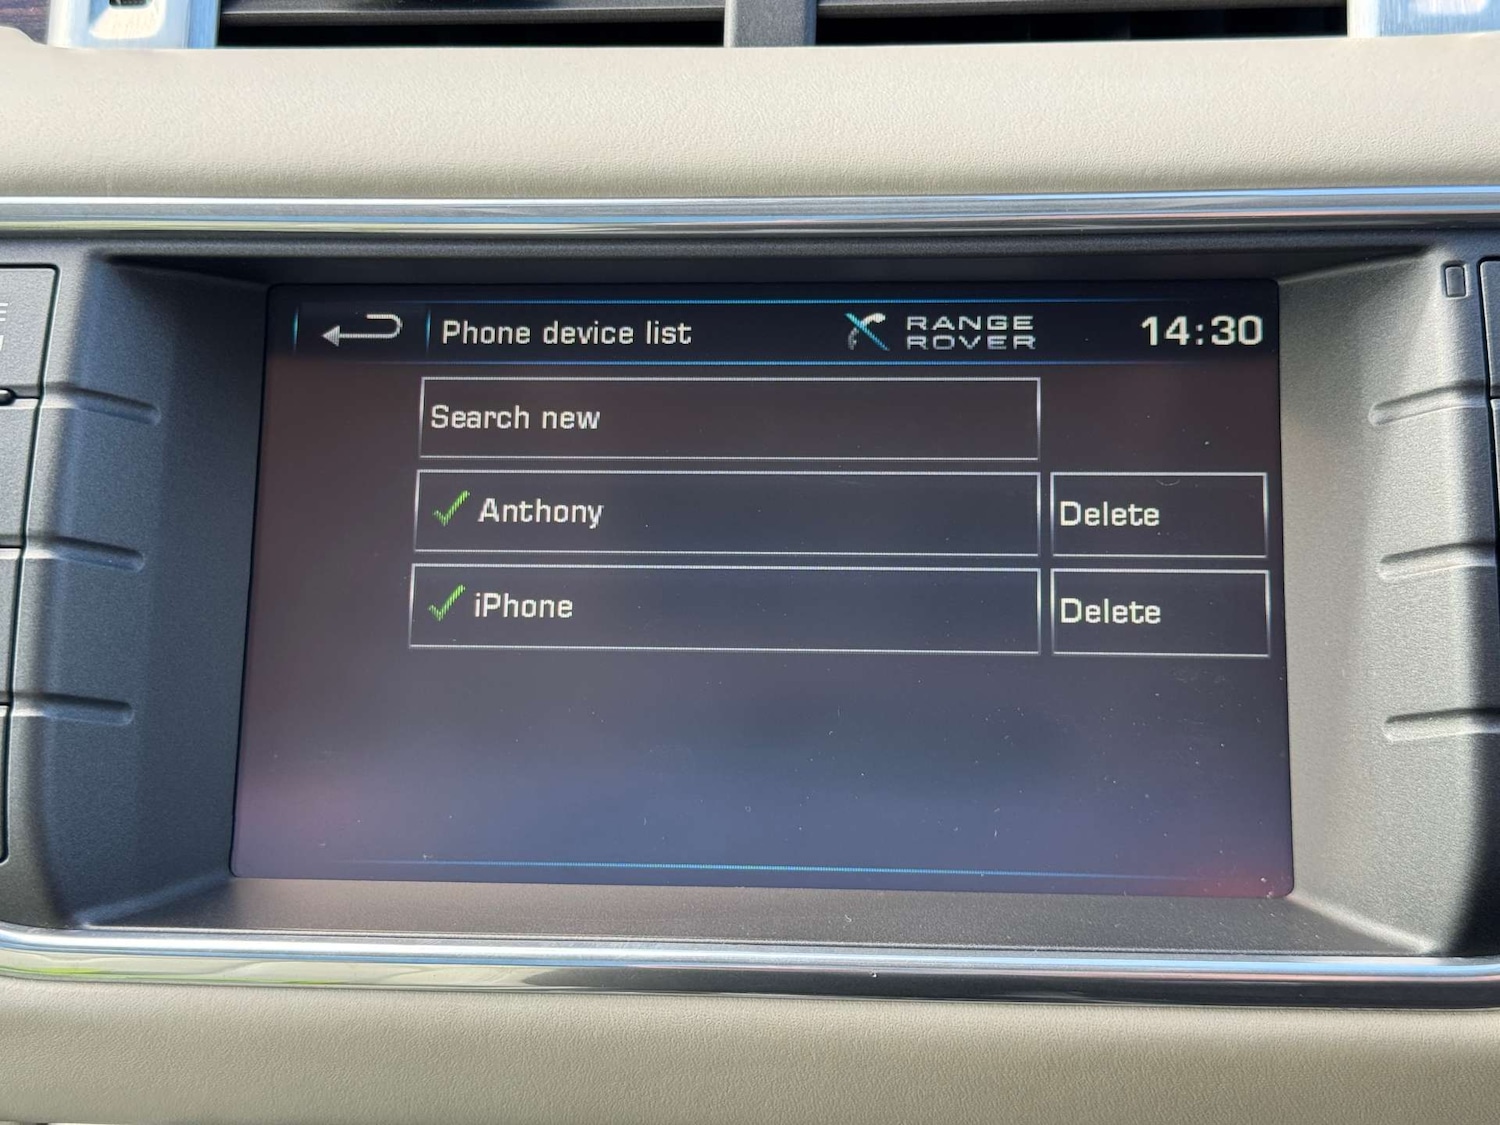 Phone device list
RANGE
ROVER
14:30
Search new
Anthony
Delete
iPhone
Delete